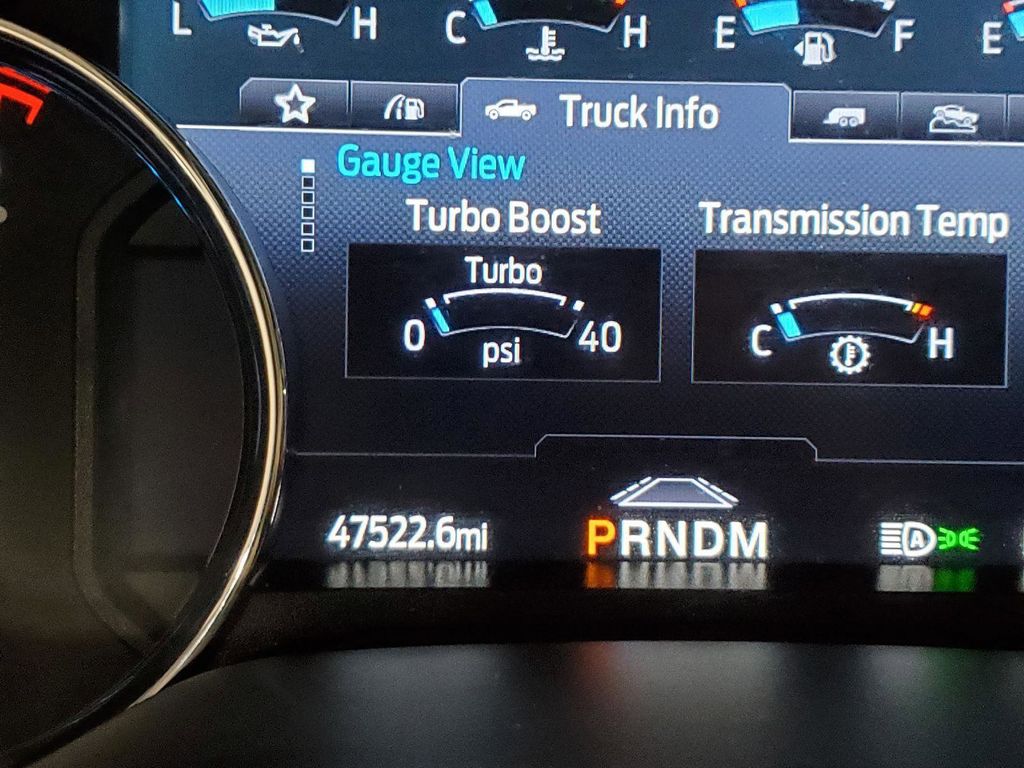 L H C H E F E
Truck Info
Gauge View
Turbo Boost Transmission Temp
Turbo
0 40 C H
psi
47522.6mi PRNDM A